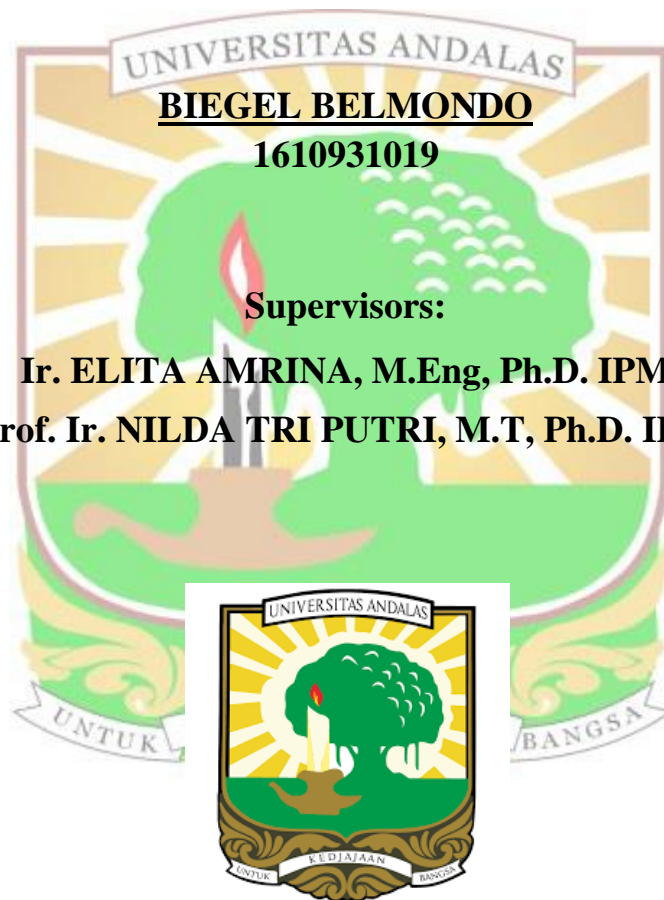 UNIVERSITAS ANDALAS
BIEGEL BELMONDO
1610931019
Supervisors:
Ir. ELITA AMRINA, M.Eng, Ph.D. IPM
rof. Ir. NILDA TRI PUTRI, M.T, Ph.D.
UNIVERSITAS ANDALAS
UNTUK BANGSA
KEDJAJAAN
UNTUK BANGSA